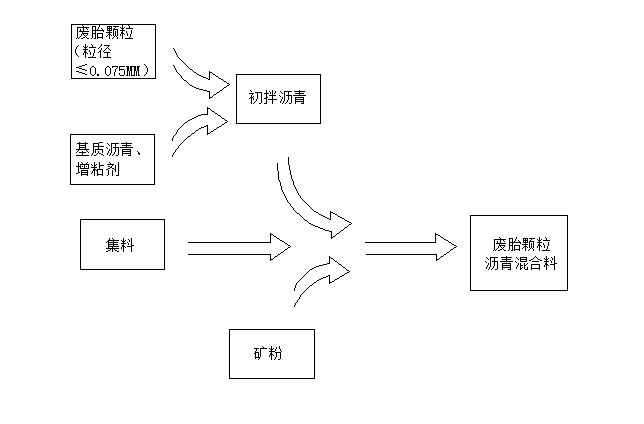 废胎颗粒
（粒径
≤0.075MM）
初拌沥青
基质沥青、
增粘剂
集料
废胎颗粒
沥青混合料
矿粉